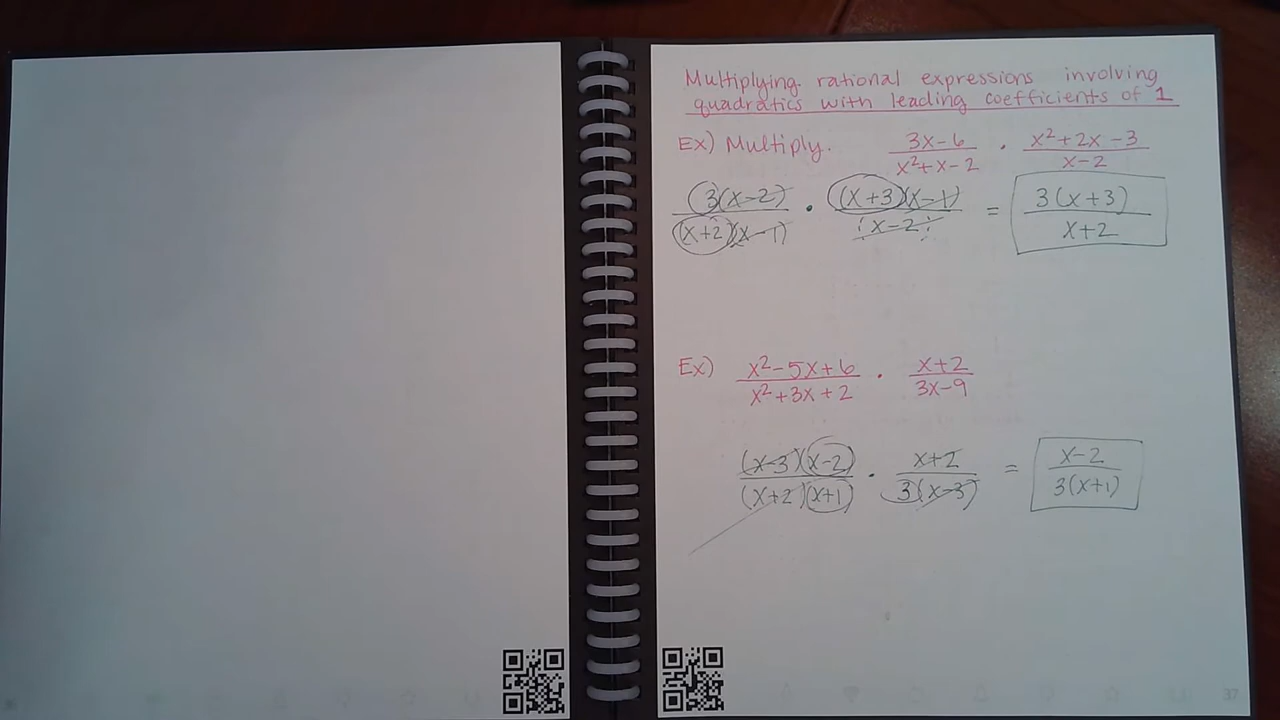 Multiplying rational expressions involving
quadratics with leading coefficients of 1
Ex) Multiply. (3x-6)/(x²+x-2) · (x²+2x-3)/(x-2)
3(x-2)/((x+2)(x-1)) · (x+3)(x-1)/(x-2) = 3(x+3)/(x+2)
Ex) (x²-5x+6)/(x²+3x+2) · (x+2)/(3x-9)
(x-3)(x-2)/((x+2)(x+1)) · (x+2)/(3(x-3)) = (x-2)/(3(x+1))
37